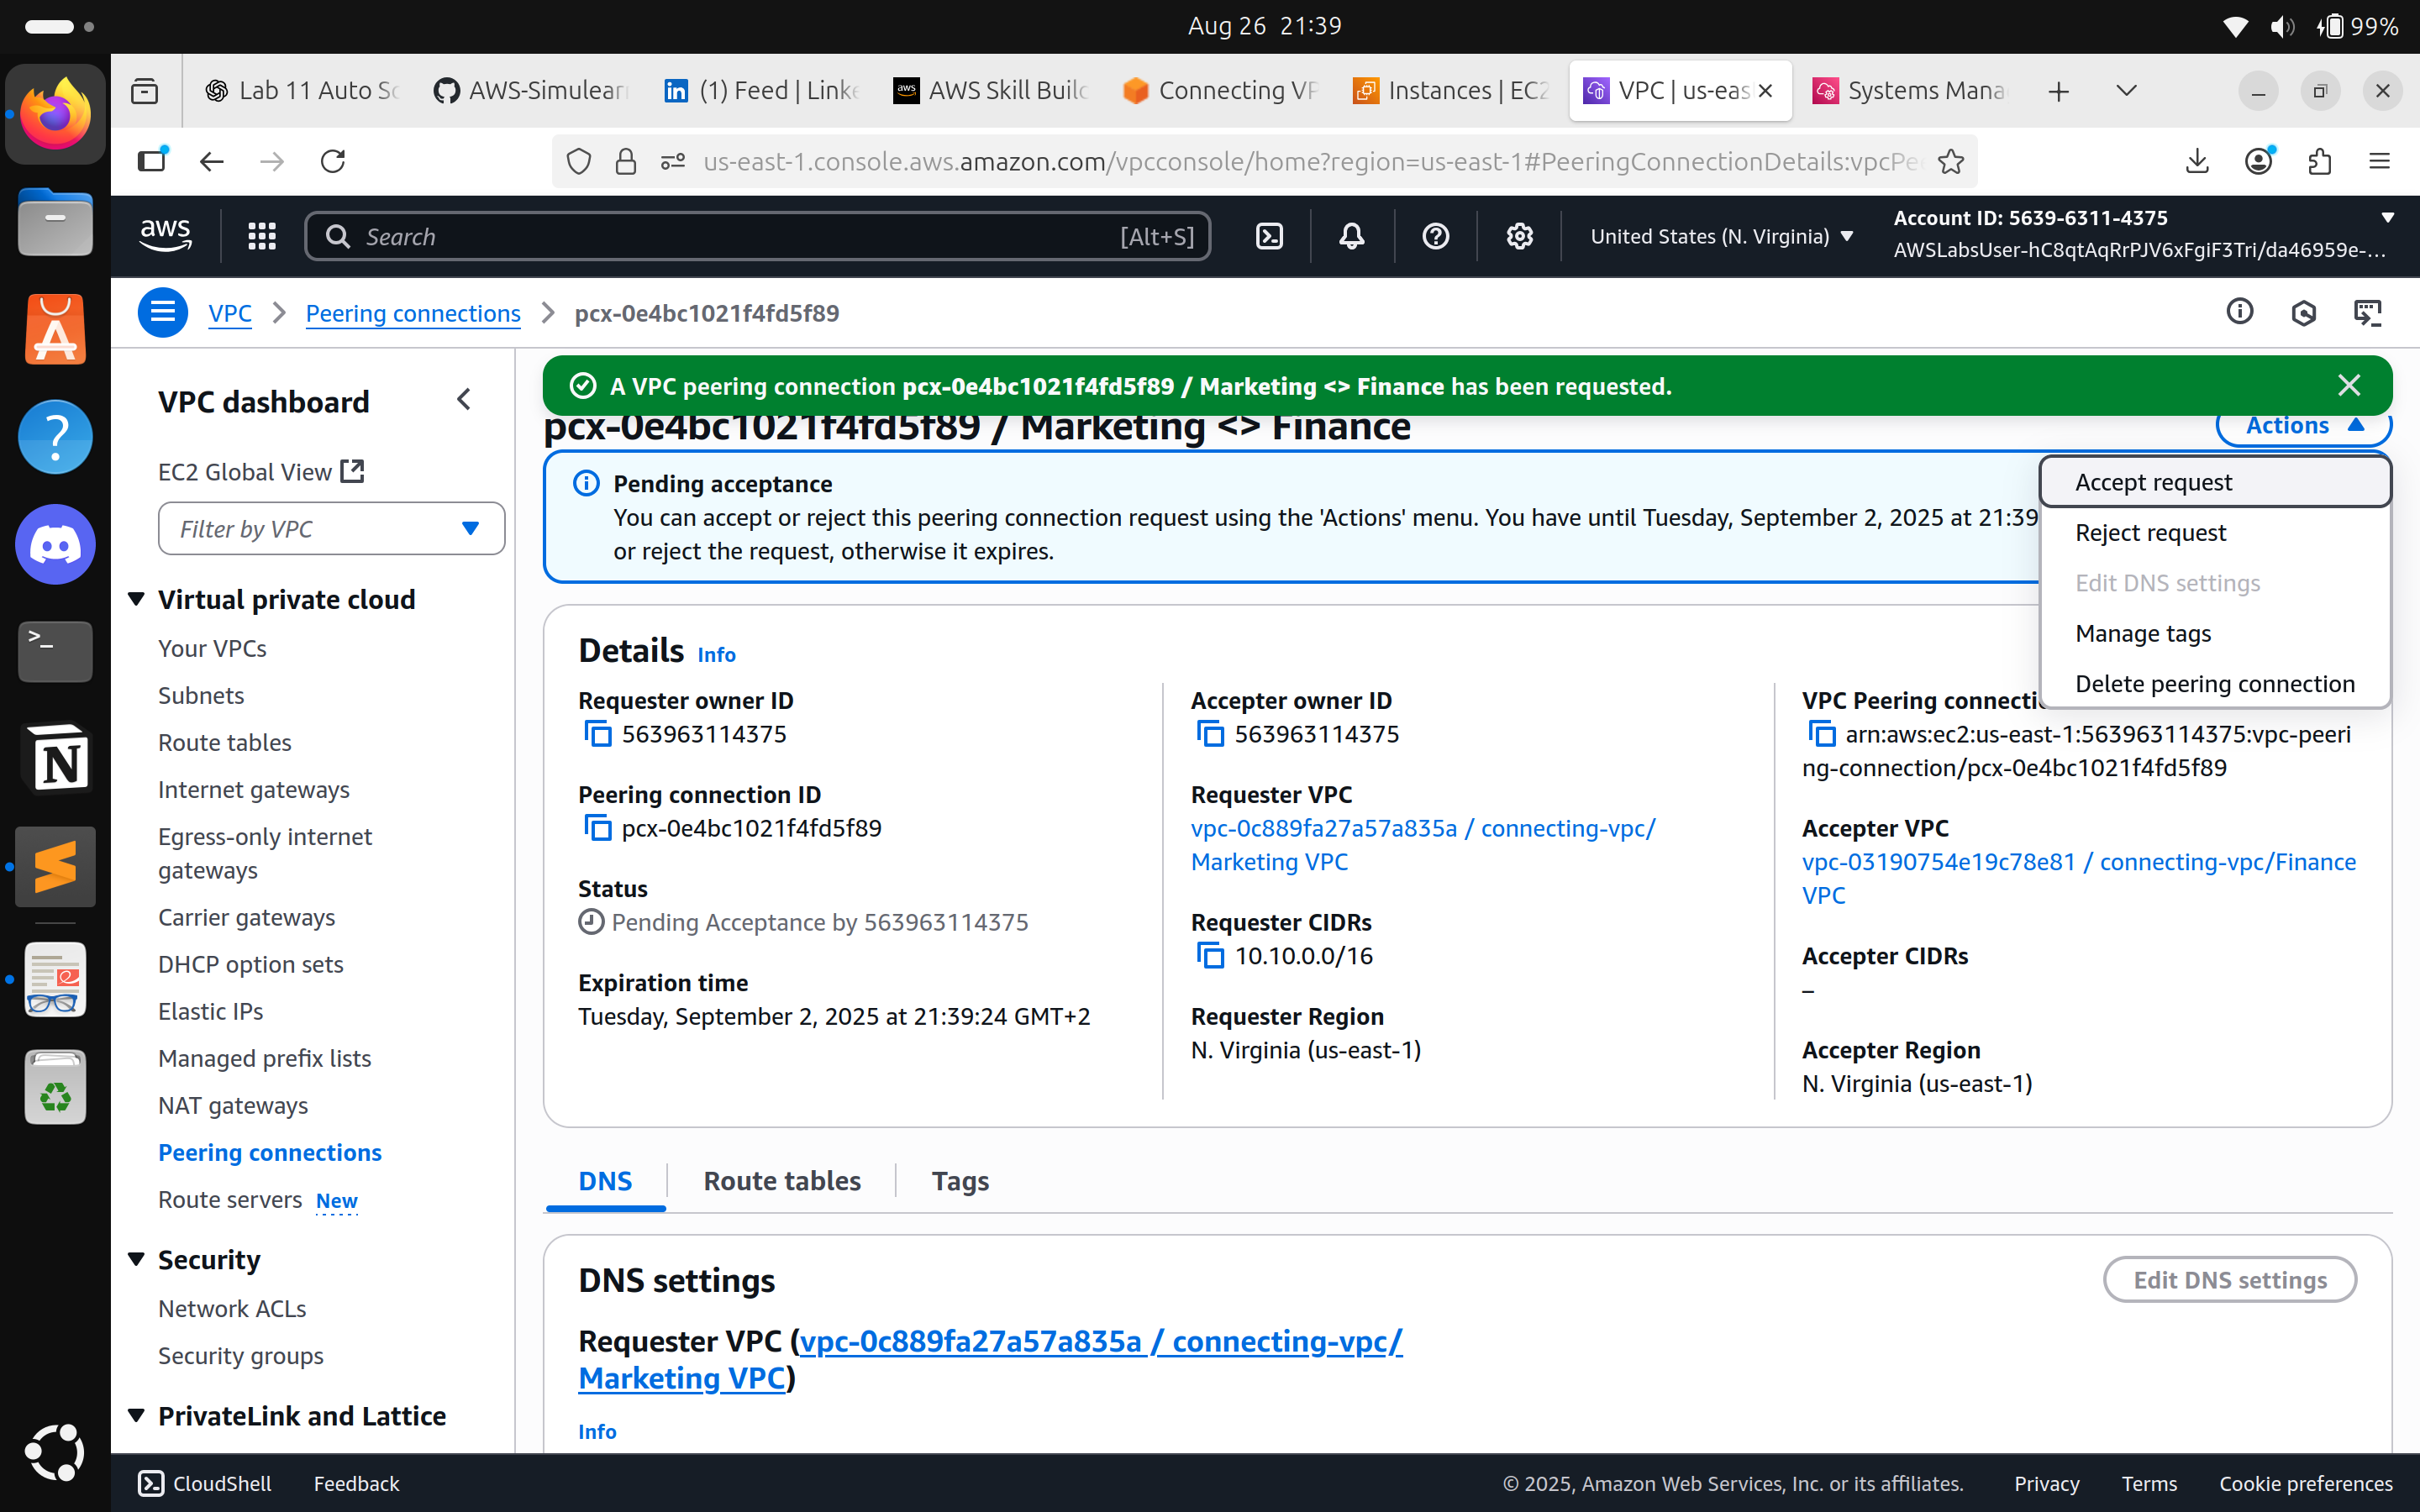 Aug 26 21:39
99%
Lab 11 Auto Sc
AWS-Simulearn
(1) Feed | Linke
aws
AWS Skill Builc
Connecting VP
Instances | EC2
VPC | us-eas
Systems Mana
us-east-1.console.aws.amazon.com/vpcconsole/home?region=us-east-1#PeeringConnectionDetails:vpcPee
aws
Search
[Alt+S]
United States (N. Virginia)
Account ID: 5639-6311-4375
AWSLabsUser-hC8qtAqRrPJV6xFgiF3Tri/da46959e-...
VPC
Peering connections
pcx-0e4bc1021f4fd5f89
A VPC peering connection pcx-0e4bc1021f4fd5f89 / Marketing <> Finance has been requested.
VPC dashboard
EC2 Global View
Filter by VPC
Virtual private cloud
Your VPCs
Subnets
Route tables
Internet gateways
Egress-only internet
gateways
Carrier gateways
DHCP option sets
Elastic IPs
Managed prefix lists
NAT gateways
Peering connections
Route servers New
Security
Network ACLs
Security groups
PrivateLink and Lattice
pcx-0e4bc1021f4fd5f89 / Marketing <> Finance
Actions
Accept request
Reject request
Edit DNS settings
Manage tags
Delete peering connection
Pending acceptance
You can accept or reject this peering connection request using the 'Actions' menu. You have until Tuesday, September 2, 2025 at 21:39
or reject the request, otherwise it expires.
Details Info
Requester owner ID
563963114375
Peering connection ID
pcx-0e4bc1021f4fd5f89
Status
Pending Acceptance by 563963114375
Expiration time
Tuesday, September 2, 2025 at 21:39:24 GMT+2
Accepter owner ID
563963114375
Requester VPC
vpc-0c889fa27a57a835a / connecting-vpc/
Marketing VPC
Requester CIDRs
10.10.0.0/16
Requester Region
N. Virginia (us-east-1)
VPC Peering connecti
arn:aws:ec2:us-east-1:563963114375:vpc-peeri
ng-connection/pcx-0e4bc1021f4fd5f89
Accepter VPC
vpc-03190754e19c78e81 / connecting-vpc/Finance
VPC
Accepter CIDRs
–
Accepter Region
N. Virginia (us-east-1)
DNS
Route tables
Tags
DNS settings
Edit DNS settings
Requester VPC (vpc-0c889fa27a57a835a / connecting-vpc/
Marketing VPC)
Info
CloudShell
Feedback
© 2025, Amazon Web Services, Inc. or its affiliates.
Privacy
Terms
Cookie preferences